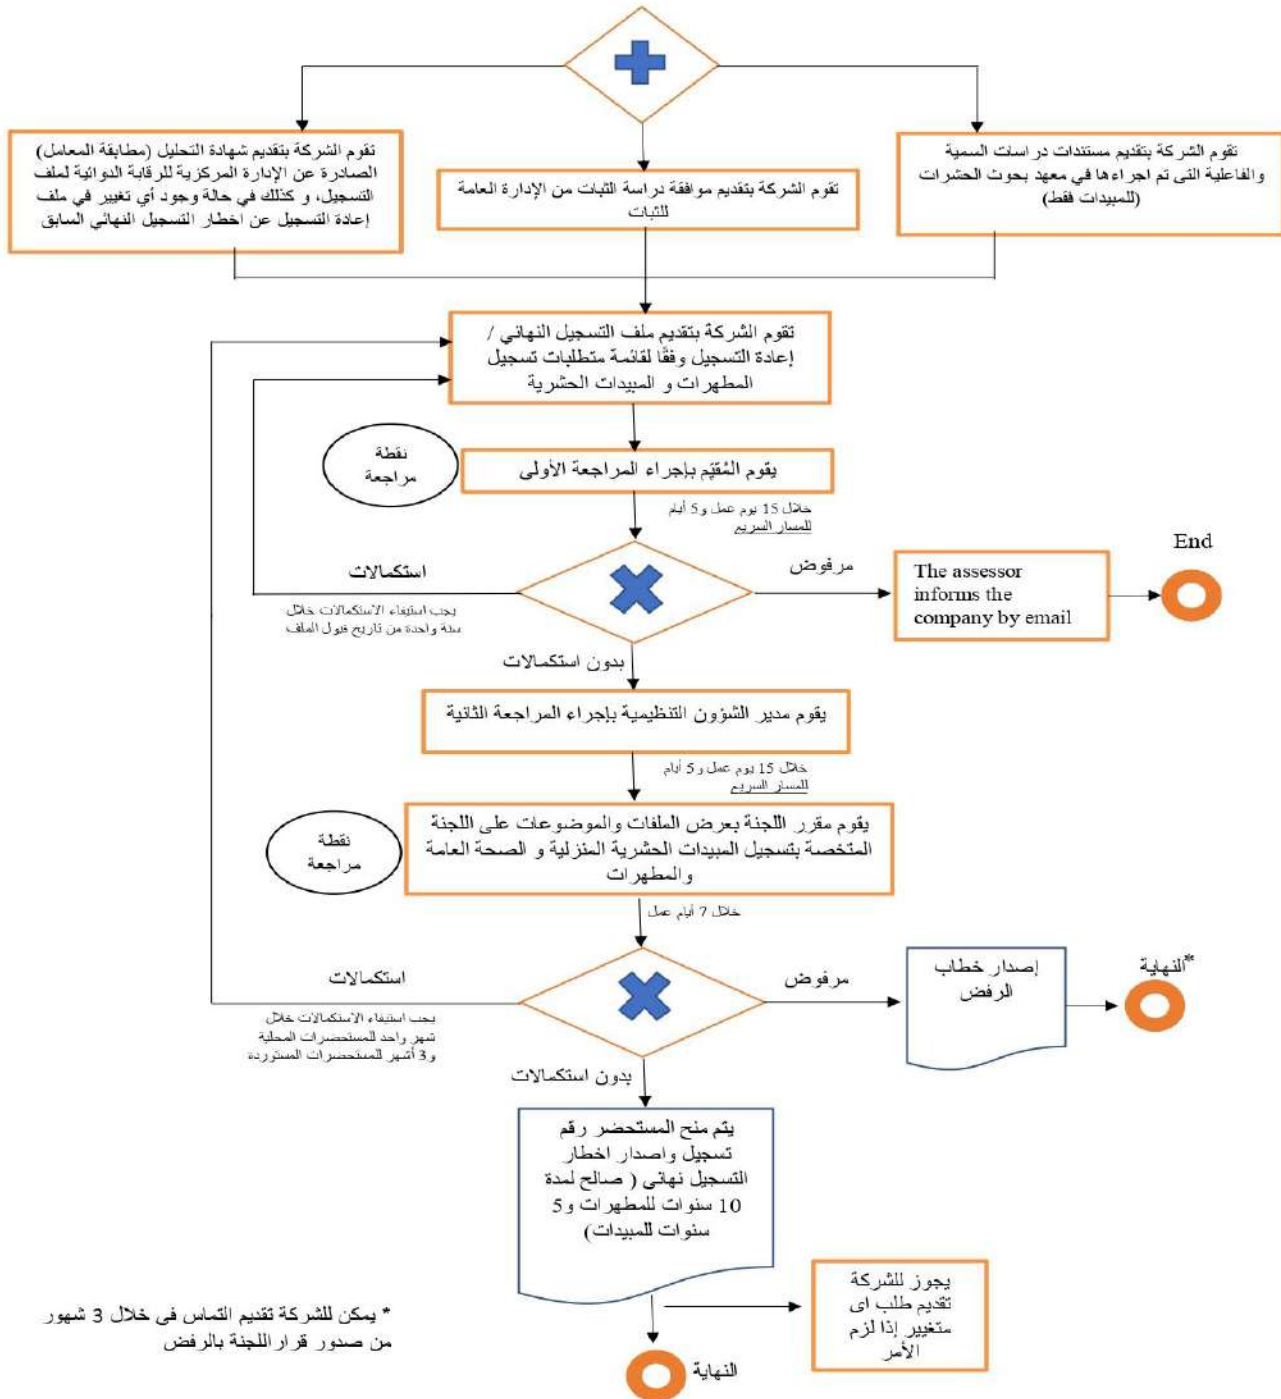 تقوم الشركة بتقديم مستندات دراسات السمية
والفاعلية التى تم اجراءها في معهد بحوث الحشرات
(للمبيدات فقط)
تقوم الشركة بتقديم موافقة دراسة الثبات من الإدارة العامة
للثبات
تقوم الشركة بتقديم شهادة التحليل (مطابقة المعامل)
الصادرة عن الإدارة المركزية للرقابة الدوائية لملف
التسجيل، و كذلك في حالة وجود أي تغيير في ملف
إعادة التسجيل عن اخطار التسجيل النهائي السابق
تقوم الشركة بتقديم ملف التسجيل النهائي /
إعادة التسجيل وفقًا لقائمة متطلبات تسجيل
المطهرات و المبيدات الحشرية
نقطة
مراجعة
يقوم المُقيّم بإجراء المراجعة الأولى
خلال 15 يوم عمل و5 أيام
للمسار السريع
مرفوض
The assessor
informs the
company by email
End
استكمالات
يجب استيفاء الاستكمالات خلال
سنة واحدة من تاريخ قبول الملف
بدون استكمالات
يقوم مدير الشؤون التنظيمية بإجراء المراجعة الثانية
خلال 15 يوم عمل و5 أيام
للمسار السريع
نقطة
مراجعة
يقوم مقرر اللجنة بعرض الملفات والموضوعات على اللجنة
المتخصة بتسجيل المبيدات الحشرية المنزلية و الصحة العامة
والمطهرات
خلال 7 أيام عمل
مرفوض
إصدار خطاب
الرفض
النهاية*
استكمالات
يجب استيفاء الاستكمالات خلال
شهر واحد للمستحضرات المحلية
و3 أشهر للمستحضرات المستوردة
بدون استكمالات
يتم منح المستحضر رقم
تسجيل واصدار اخطار
التسجيل نهائى ( صالح لمدة
10 سنوات للمطهرات و5
سنوات للمبيدات)
يجوز للشركة
تقديم طلب اى
متغيير إذا لزم
الأمر
النهاية
* يمكن للشركة تقديم التماس فى خلال 3 شهور
من صدور قرار اللجنة بالرفض